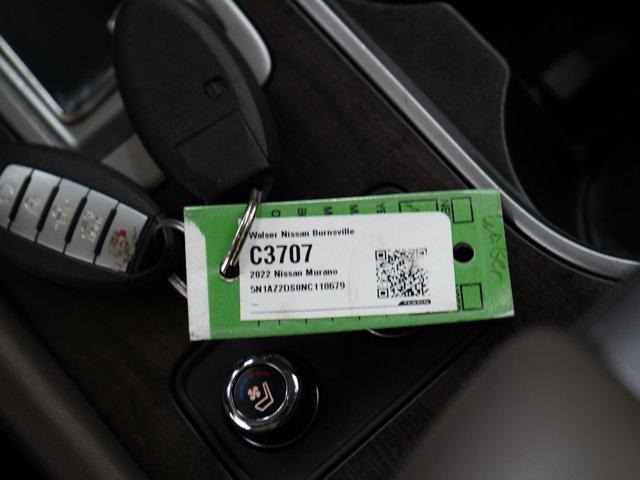 Walser Nissan Burnsville
C3707
2022 Nissan Murano
5N1AZ2DS0NC118679